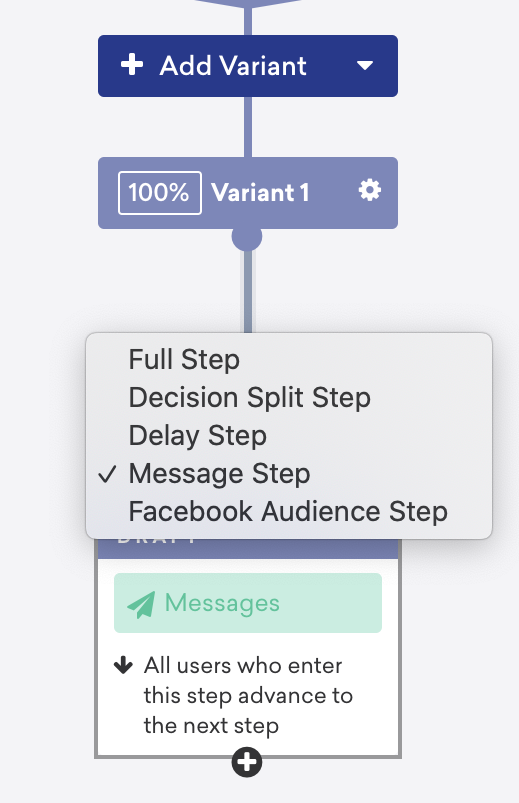 Add Variant
100% Variant 1
Full Step
Decision Split Step
Delay Step
Message Step
Facebook Audience Step
DRAFT
Messages
All users who enter
this step advance to
the next step